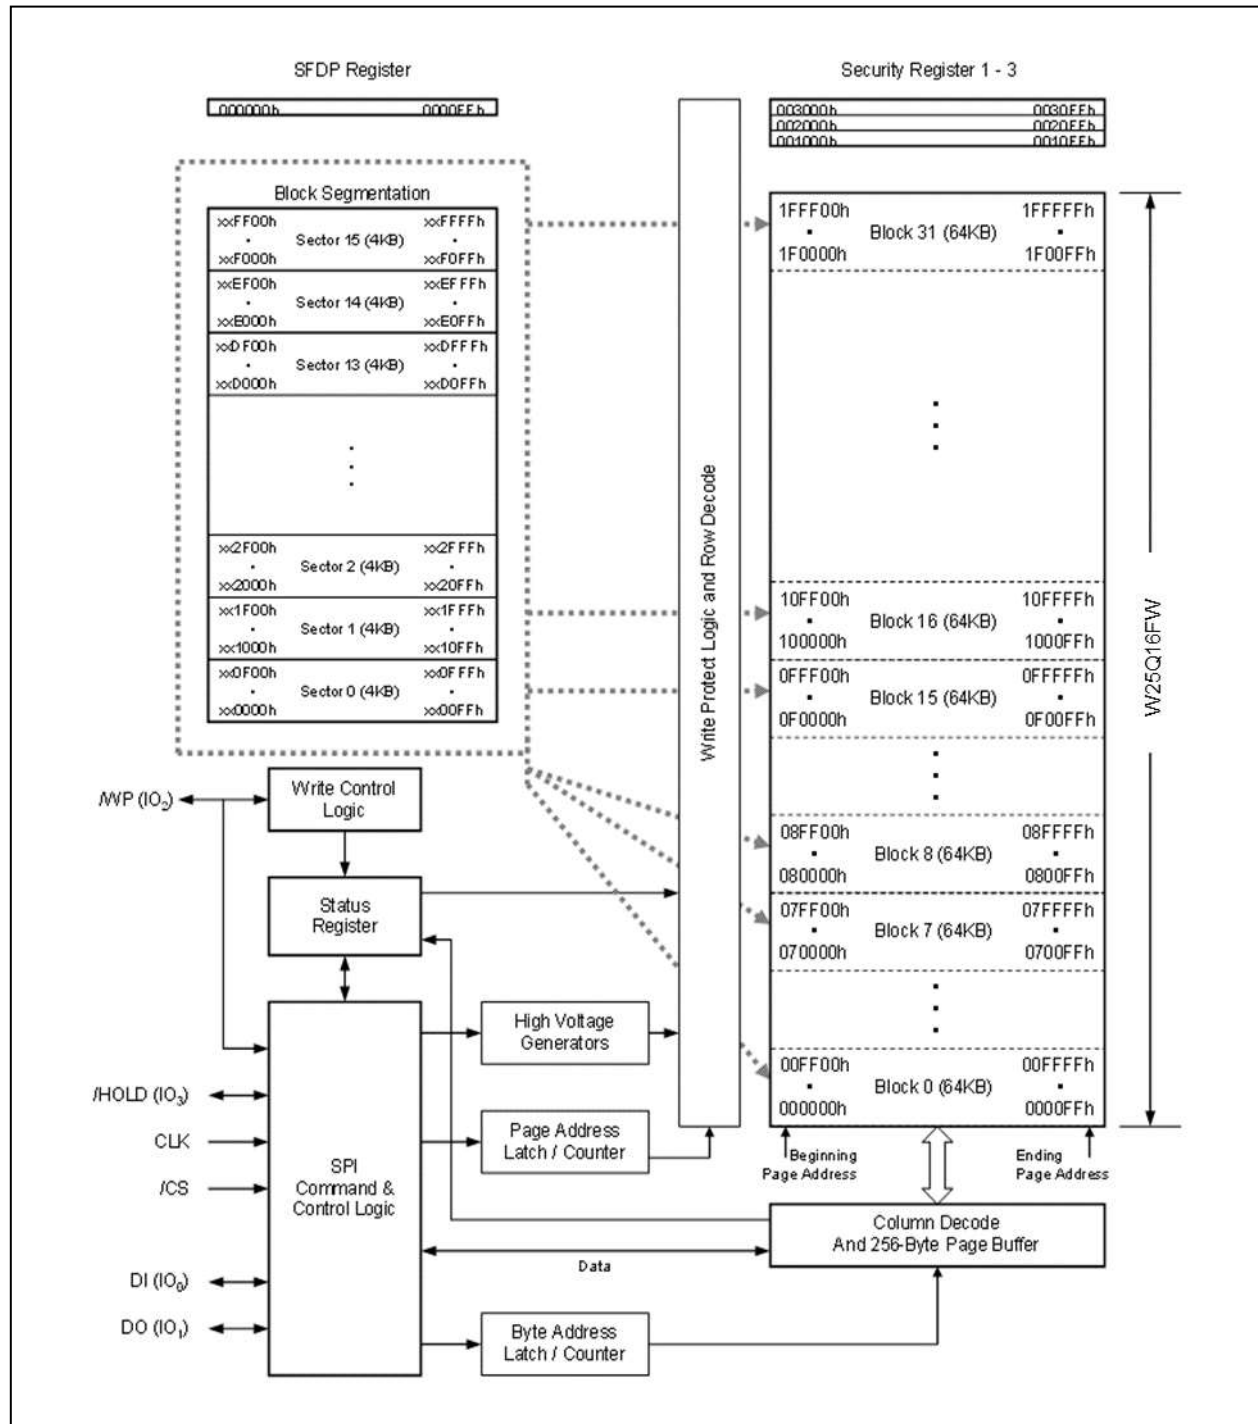 SFDP Register
000000h 0000FFh
Security Register 1 - 3
003000h 0030FFh
002000h 0020FFh
001000h 0010FFh
Block Segmentation
xxFF00h xxFFFFh
Sector 15 (4KB)
xxF000h xxF0FFh
xxEF00h xxEFFFh
Sector 14 (4KB)
xxE000h xxE0FFh
xxDF00h xxDFFFh
Sector 13 (4KB)
xxD000h xxD0FFh
xx2F00h xx2FFFh
Sector 2 (4KB)
xx2000h xx20FFh
xx1F00h xx1FFFh
Sector 1 (4KB)
xx1000h xx10FFh
xx0F00h xx0FFFh
Sector 0 (4KB)
xx0000h xx00FFh
Write Protect Logic and Row Decode
1FFF00h 1FFFFFh
Block 31 (64KB)
1F0000h 1F00FFh
10FF00h 10FFFFh
Block 16 (64KB)
100000h 1000FFh
0FFF00h 0FFFFFh
Block 15 (64KB)
0F0000h 0F00FFh
08FF00h 08FFFFh
Block 8 (64KB)
080000h 0800FFh
07FF00h 07FFFFh
Block 7 (64KB)
070000h 0700FFh
00FF00h 00FFFFh
Block 0 (64KB)
000000h 0000FFh
W25Q16FW
Beginning
Page Address
Ending
Page Address
/WP (IO2)
Write Control
Logic
Status
Register
High Voltage
Generators
/HOLD (IO3)
CLK
/CS
SPI
Command &
Control Logic
Page Address
Latch / Counter
Column Decode
And 256-Byte Page Buffer
Data
DI (IO0)
DO (IO1)
Byte Address
Latch / Counter